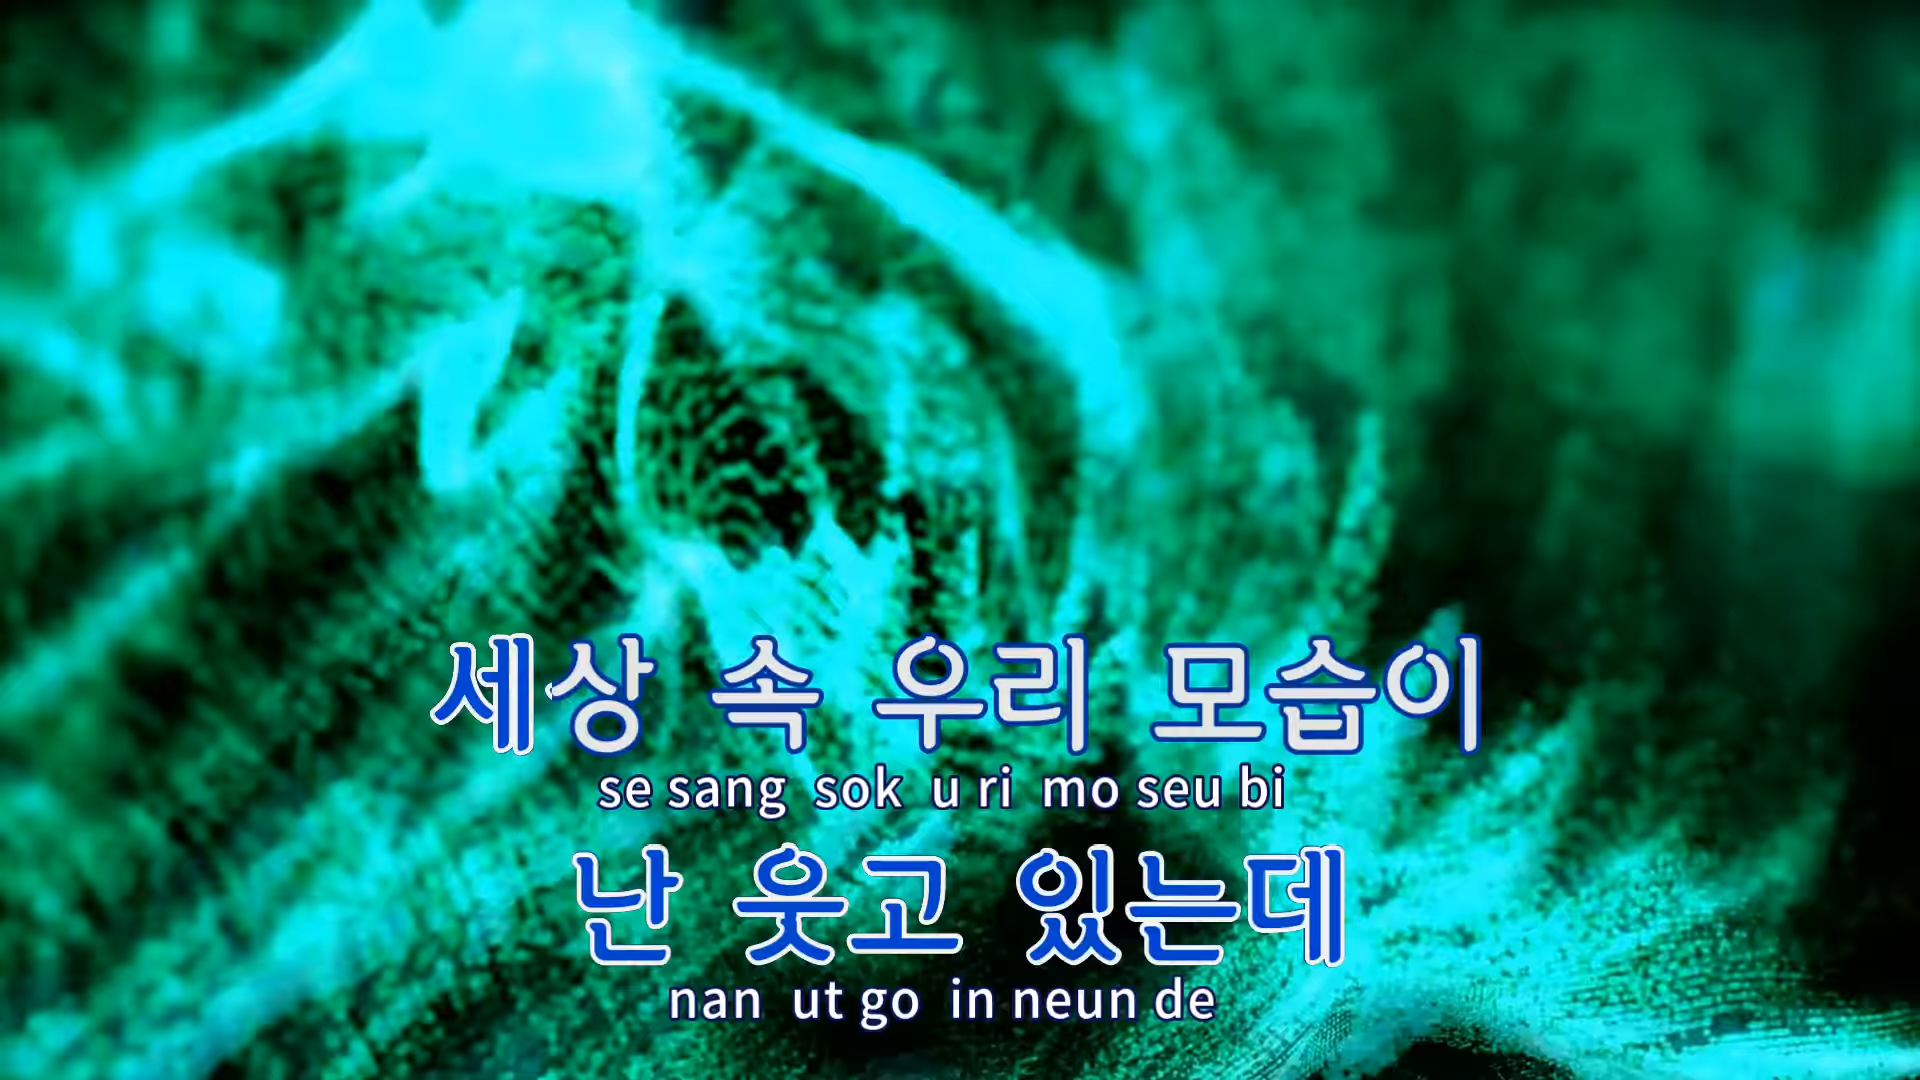 세상 속 우리 모습이
se sang sok u ri mo seu bi
난 웃고 있는데
nan ut go in neun de